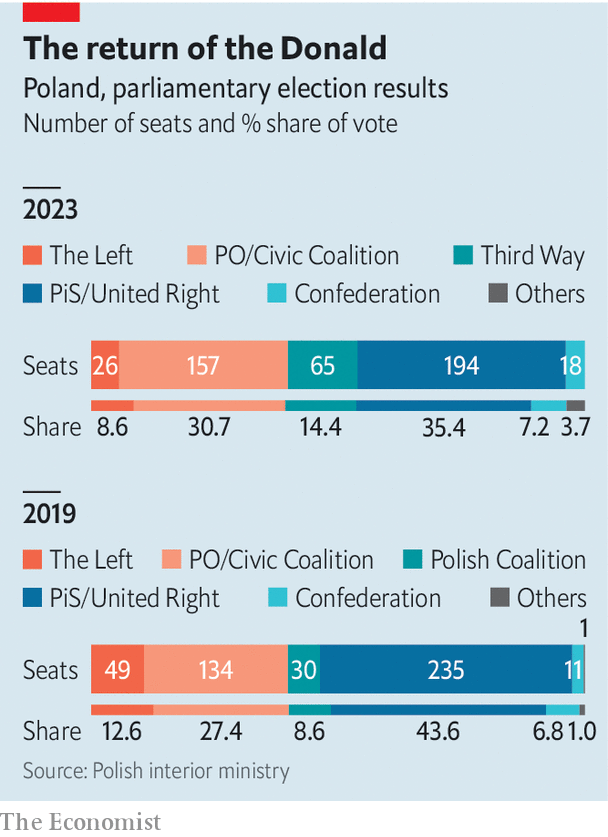 The return of the Donald
Poland, parliamentary election results
Number of seats and % share of vote
2023
The Left PO/Civic Coalition Third Way
PiS/United Right Confederation Others
Seats 26 157 65 194 18
Share 8.6 30.7 14.4 35.4 7.2 3.7
2019
The Left PO/Civic Coalition Polish Coalition
PiS/United Right Confederation Others
1
Seats 49 134 30 235 11
Share 12.6 27.4 8.6 43.6 6.8 1.0
Source: Polish interior ministry
The Economist